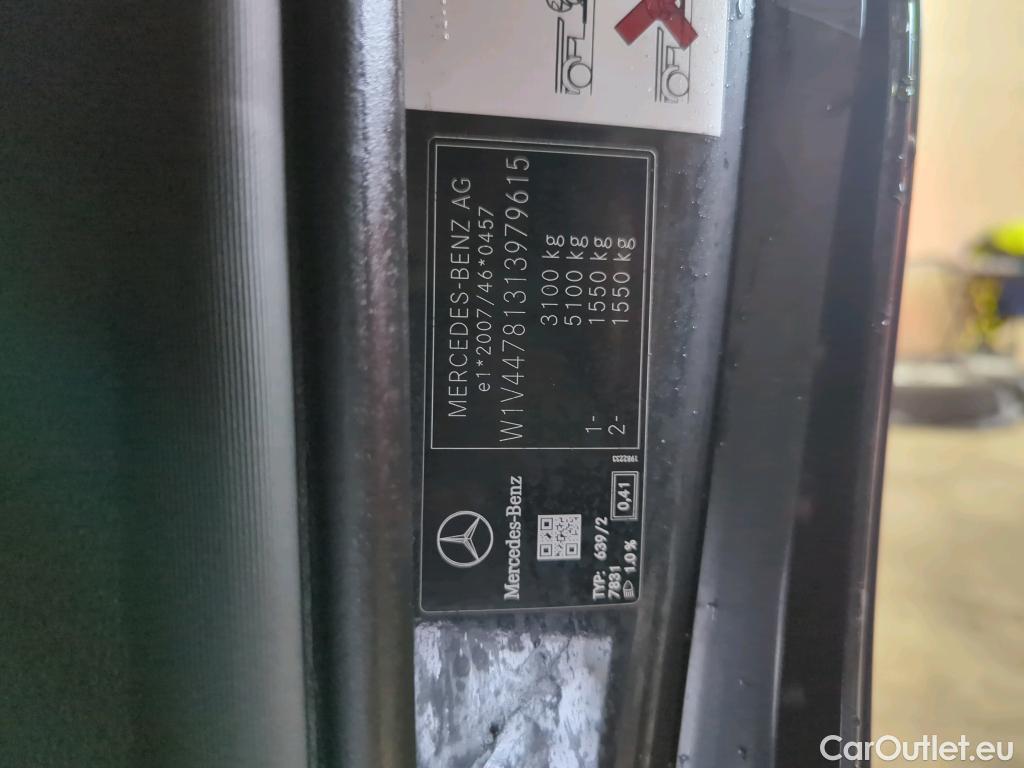 MERCEDES-BENZ AG
e1*2007/46*0457
W1V44781313979615
3100 kg
5100 kg
1- 1550 kg
2- 1550 kg
1982233
Mercedes-Benz
TYP: 639/2
7831
1.0 %
0,41
CarOutlet.eu